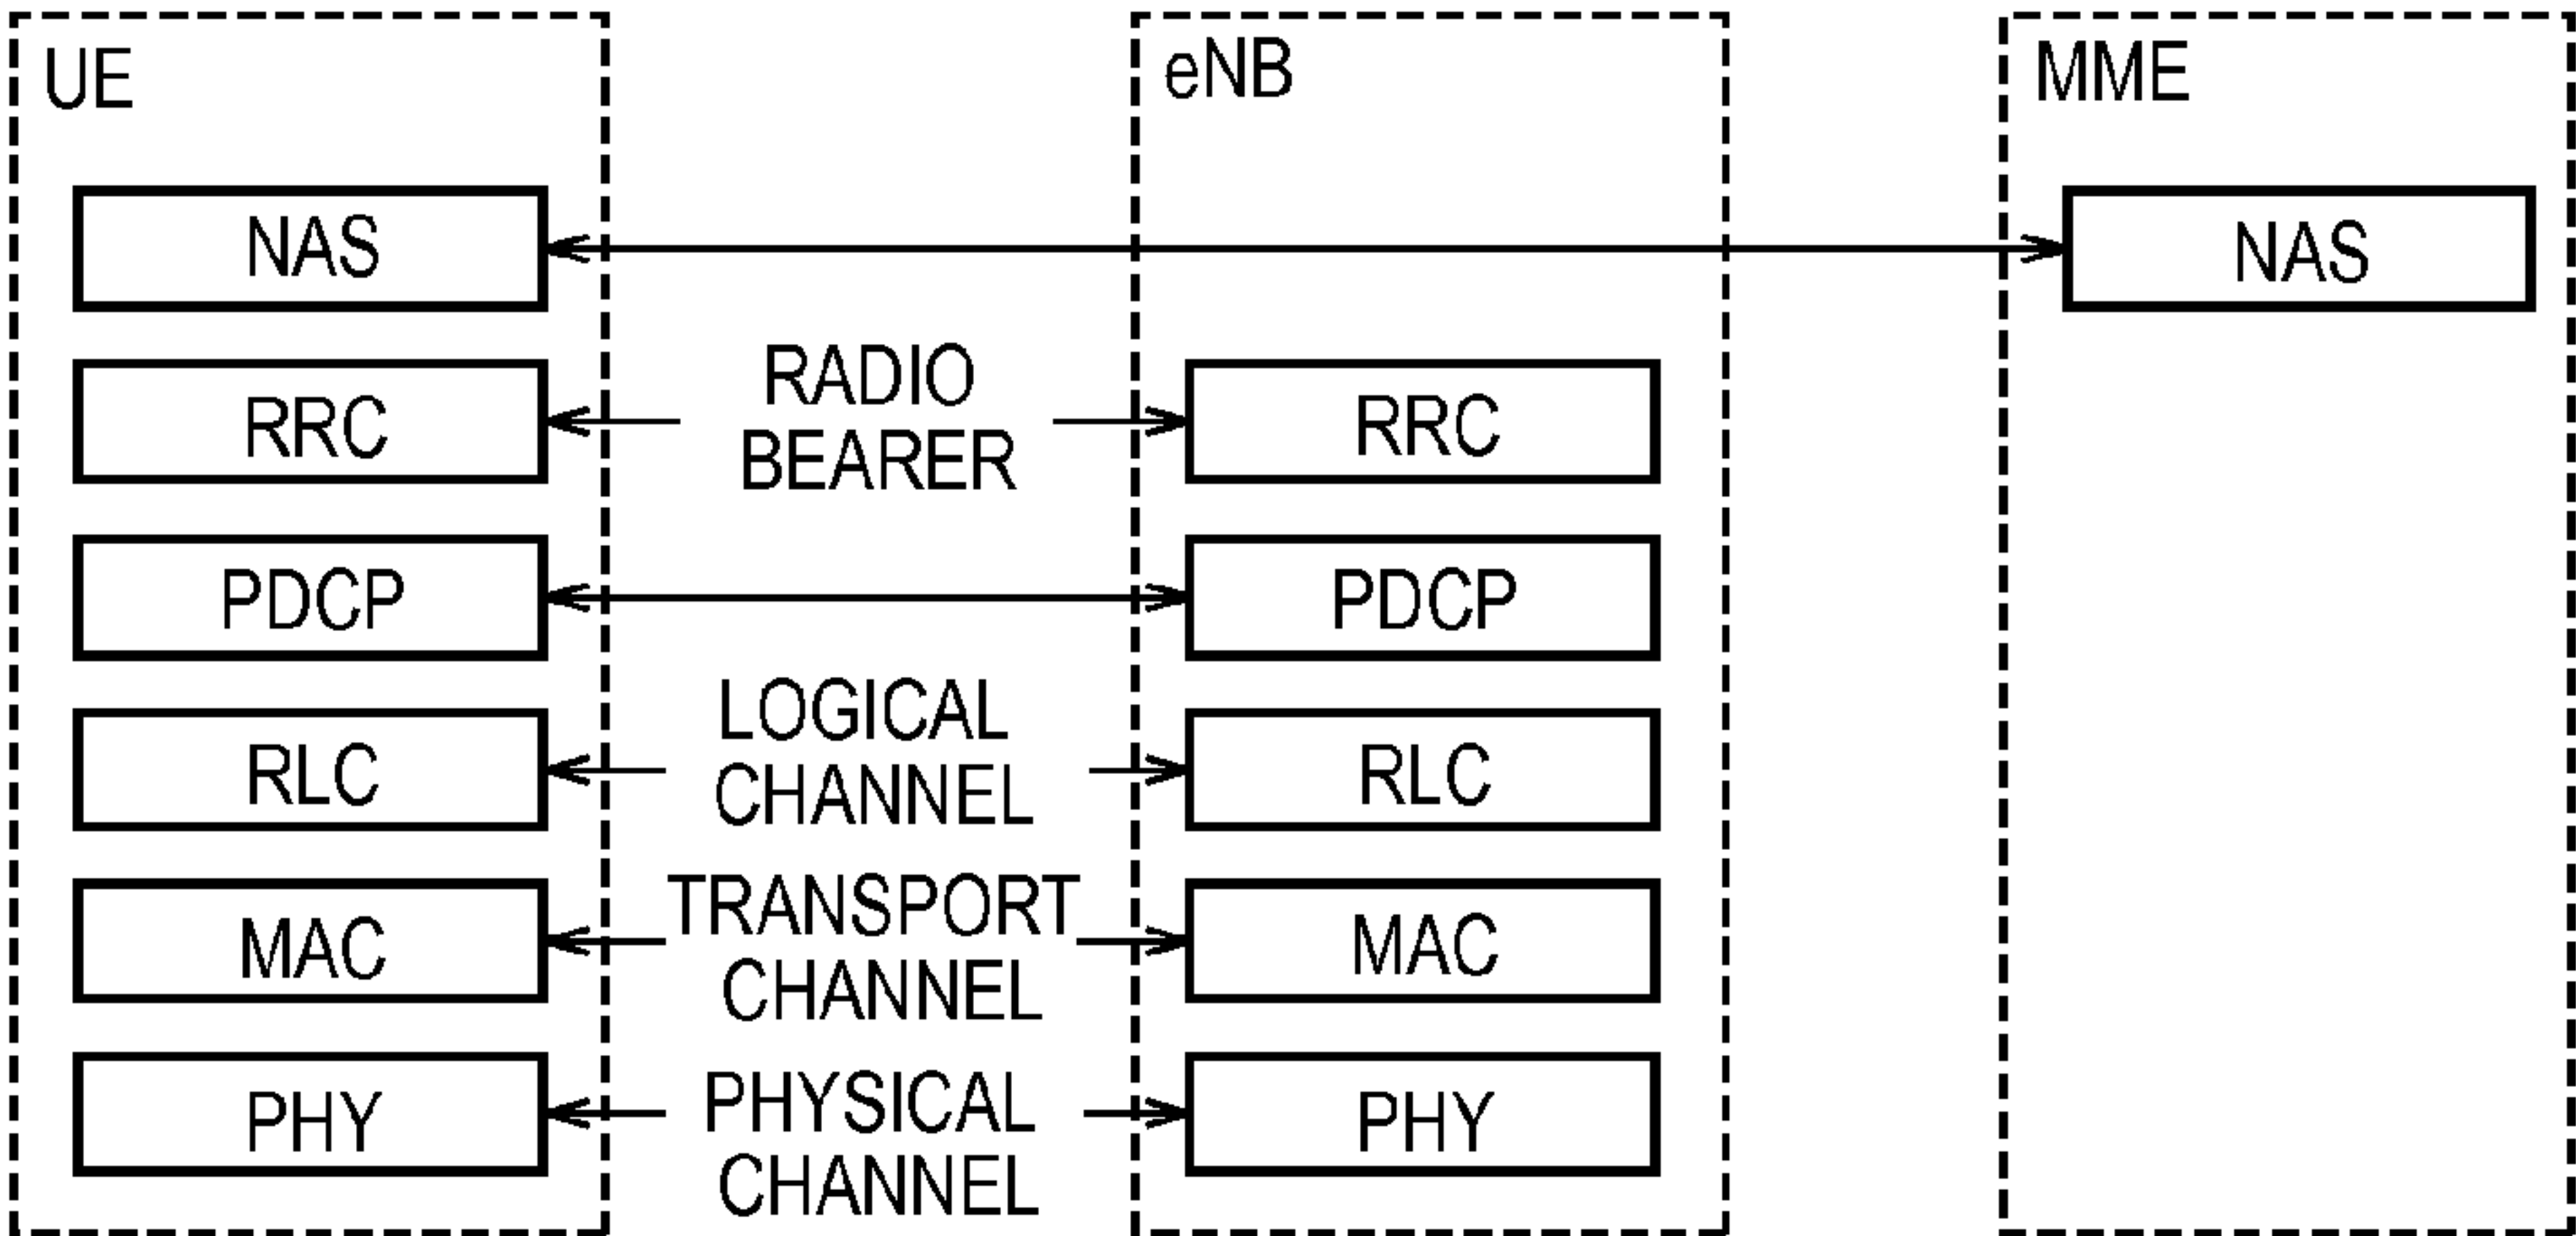 UE
eNB
MME
NAS
NAS
RRC
RADIO
BEARER
RRC
PDCP
PDCP
RLC
LOGICAL
CHANNEL
RLC
MAC
TRANSPORT
CHANNEL
MAC
PHY
PHYSICAL
CHANNEL
PHY